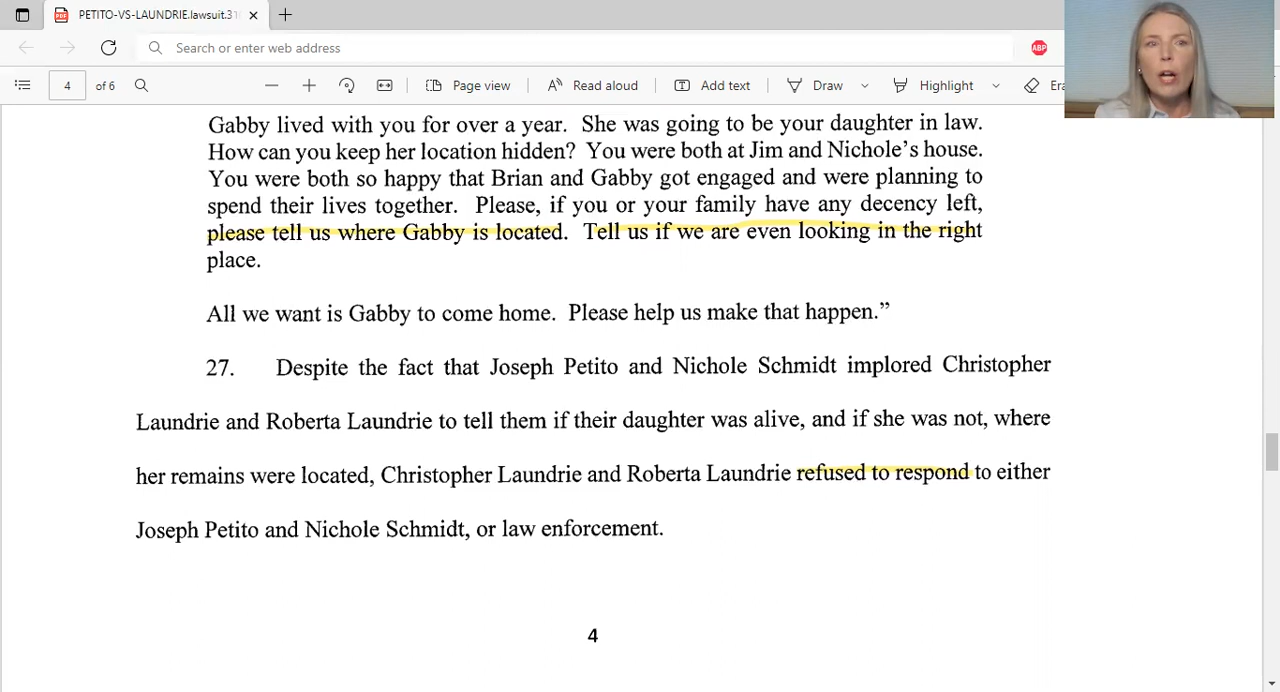 PETITO-VS-LAUNDRIE.lawsuit.31
Search or enter web address
ABP
4 of 6 Page view Read aloud Add text Draw Highlight Era
Gabby lived with you for over a year. She was going to be your daughter in law.
How can you keep her location hidden? You were both at Jim and Nichole's house.
You were both so happy that Brian and Gabby got engaged and were planning to
spend their lives together. Please, if you or your family have any decency left,
please tell us where Gabby is located. Tell us if we are even looking in the right
place.
All we want is Gabby to come home. Please help us make that happen.”
27. Despite the fact that Joseph Petito and Nichole Schmidt implored Christopher
Laundrie and Roberta Laundrie to tell them if their daughter was alive, and if she was not, where
her remains were located, Christopher Laundrie and Roberta Laundrie refused to respond to either
Joseph Petito and Nichole Schmidt, or law enforcement.
4